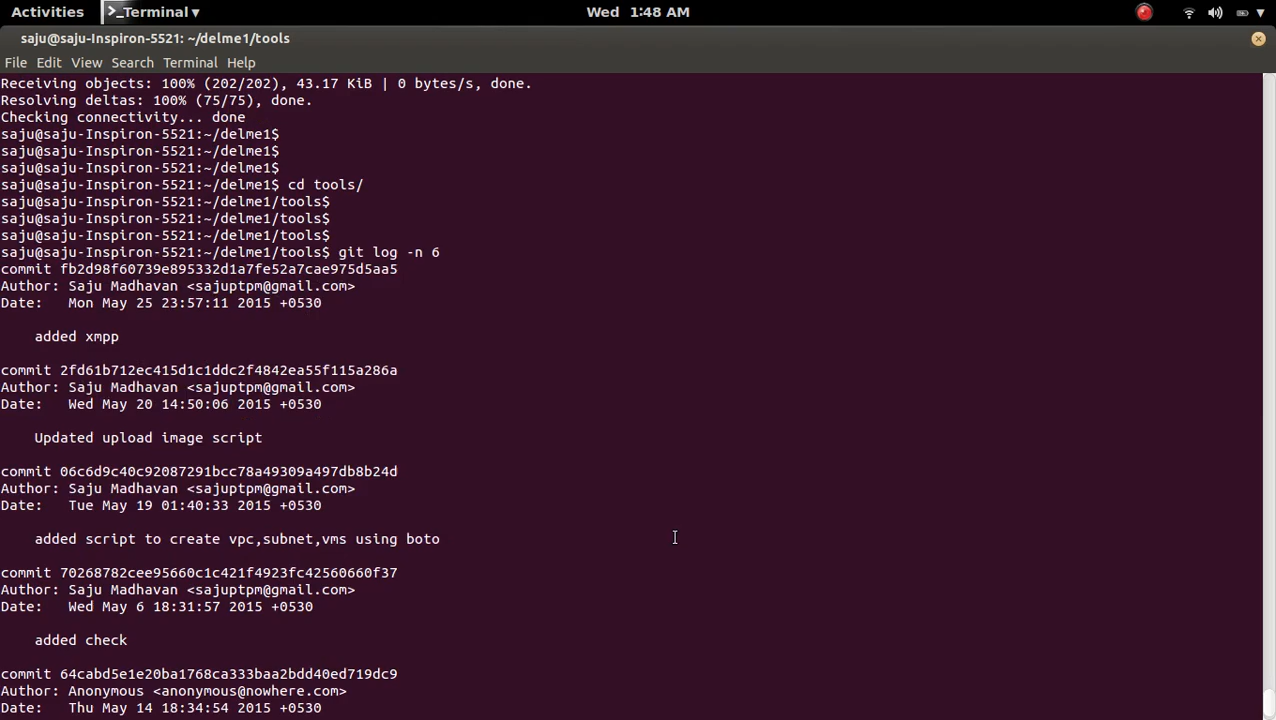 Activities >_Terminal ▾ Wed 1:48 AM
saju@saju-Inspiron-5521: ~/delme1/tools
File Edit View Search Terminal Help
Receiving objects: 100% (202/202), 43.17 KiB | 0 bytes/s, done.
Resolving deltas: 100% (75/75), done.
Checking connectivity... done
saju@saju-Inspiron-5521:~/delme1$
saju@saju-Inspiron-5521:~/delme1$
saju@saju-Inspiron-5521:~/delme1$
saju@saju-Inspiron-5521:~/delme1$ cd tools/
saju@saju-Inspiron-5521:~/delme1/tools$
saju@saju-Inspiron-5521:~/delme1/tools$
saju@saju-Inspiron-5521:~/delme1/tools$
saju@saju-Inspiron-5521:~/delme1/tools$ git log -n 6
commit fb2d98f60739e895332d1a7fe52a7cae975d5aa5
Author: Saju Madhavan <sajuptpm@gmail.com>
Date:   Mon May 25 23:57:11 2015 +0530
added xmpp
commit 2fd61b712ec415d1c1ddc2f4842ea55f115a286a
Author: Saju Madhavan <sajuptpm@gmail.com>
Date:   Wed May 20 14:50:06 2015 +0530
Updated upload image script
commit 06c6d9c40c92087291bcc78a49309a497db8b24d
Author: Saju Madhavan <sajuptpm@gmail.com>
Date:   Tue May 19 01:40:33 2015 +0530
added script to create vpc,subnet,vms using boto
commit 70268782cee95660c1c421f4923fc42560660f37
Author: Saju Madhavan <sajuptpm@gmail.com>
Date:   Wed May 6 18:31:57 2015 +0530
added check
commit 64cabd5e1e20ba1768ca333baa2bdd40ed719dc9
Author: Anonymous <anonymous@nowhere.com>
Date:   Thu May 14 18:34:54 2015 +0530